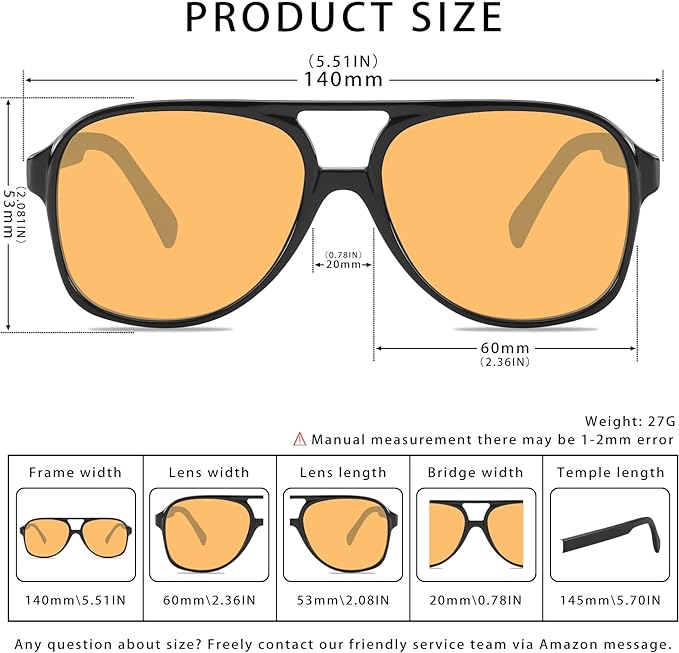 PRODUCT SIZE
(5.51IN)
140mm
53mm
(2.081IN)
(0.78IN)
20mm
60mm
(2.36IN)
Weight: 27G
⚠ Manual measurement there may be 1-2mm error
Frame width
Lens width
Lens length
Bridge width
Temple length
140mm\5.51IN
60mm\2.36IN
53mm\2.08IN
20mm\0.78IN
145mm\5.70IN
Any question about size? Freely contact our friendly service team via Amazon message.